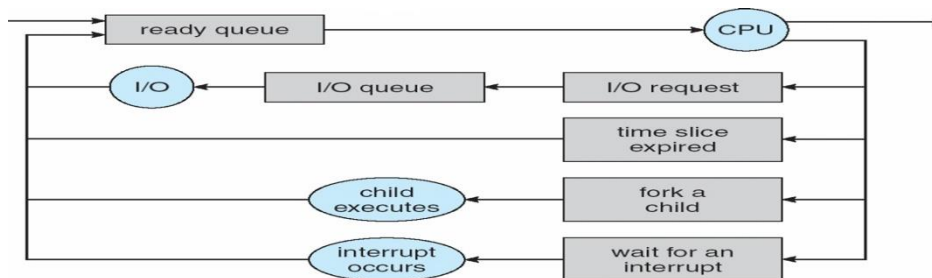 ready queue
CPU
I/O
I/O queue
I/O request
time slice
expired
child
executes
fork a
child
interrupt
occurs
wait for an
interrupt